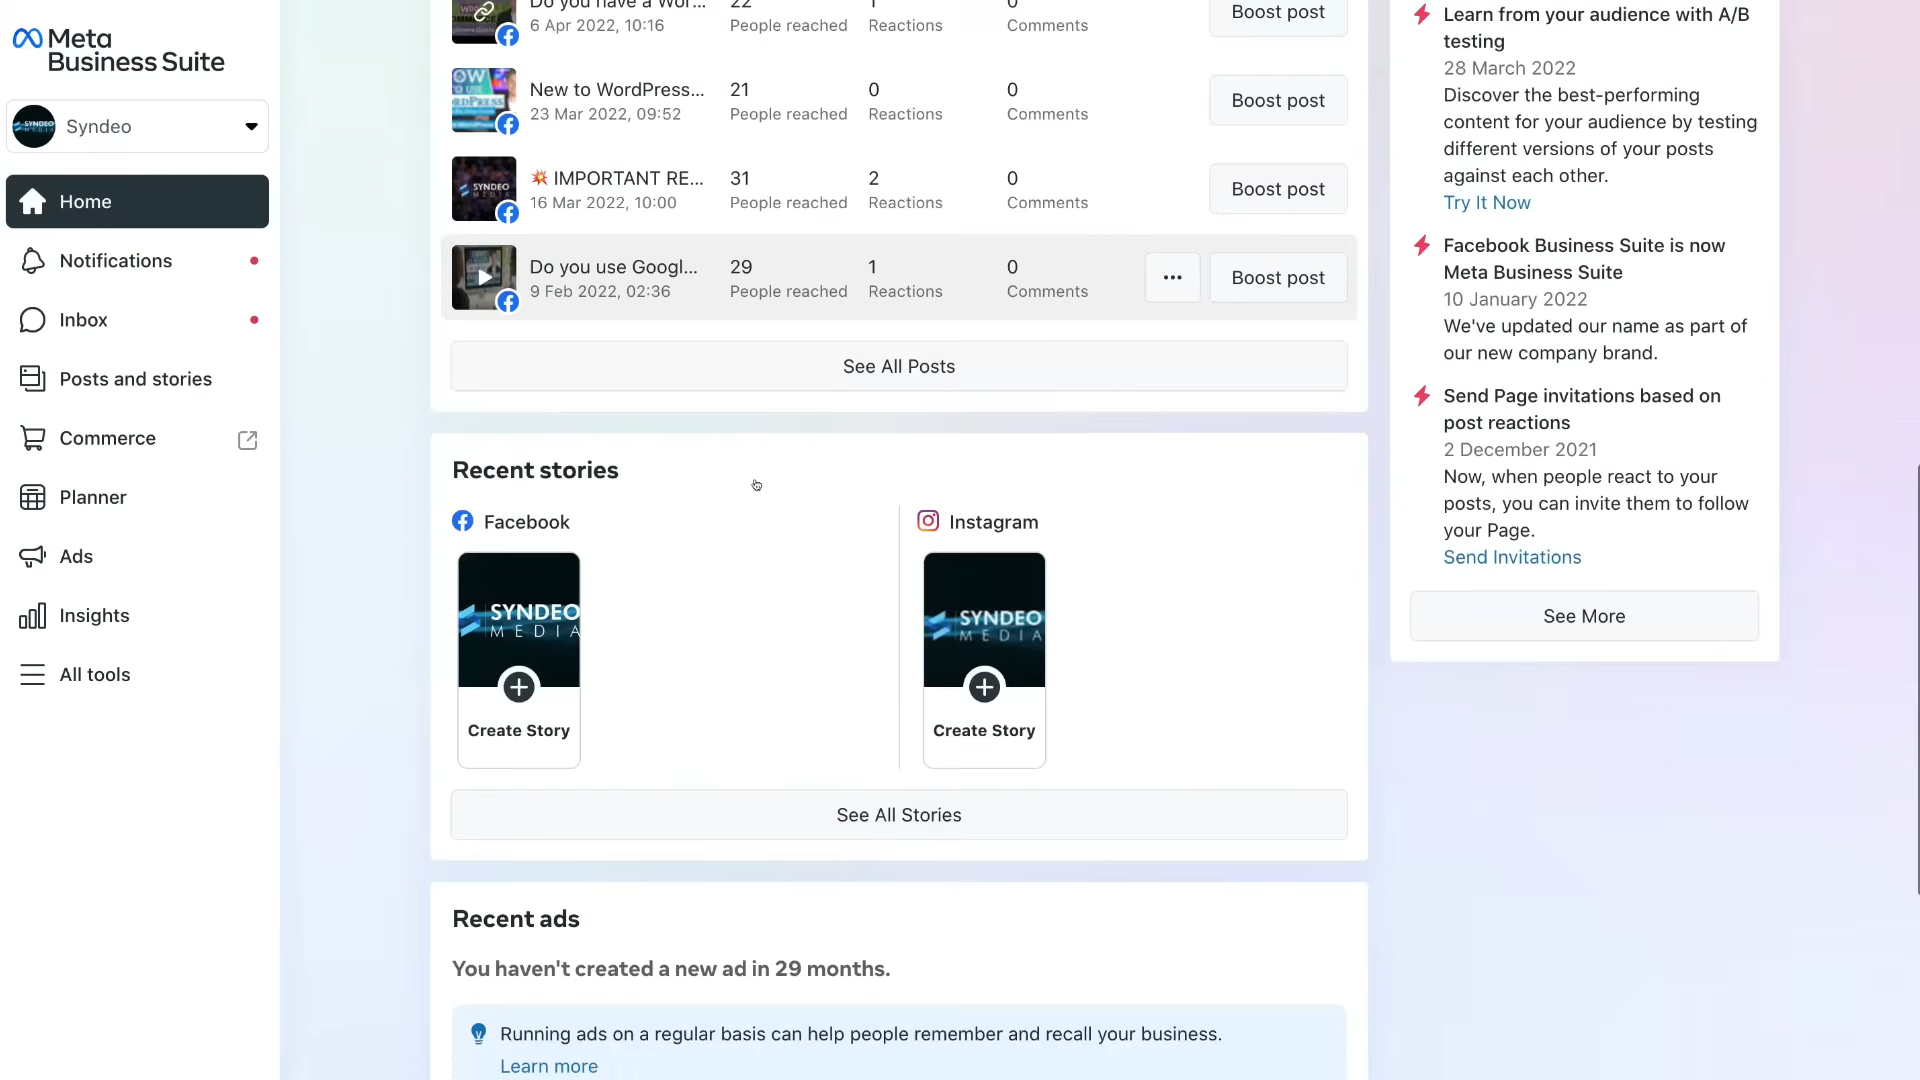 Meta
Business Suite
Syndeo
Home
Notifications
Inbox
Posts and stories
Commerce
Planner
Ads
Insights
All tools
Do you have a Wor... 22 1 0
6 Apr 2022, 10:16 People reached Reactions Comments
Boost post
New to WordPress... 21 0 0
23 Mar 2022, 09:52 People reached Reactions Comments
Boost post
💥 IMPORTANT RE... 31 2 0
16 Mar 2022, 10:00 People reached Reactions Comments
Boost post
Do you use Googl... 29 1 0
9 Feb 2022, 02:36 People reached Reactions Comments
... Boost post
See All Posts
Recent stories
Facebook
SYNDEO
MEDIA
Create Story
Instagram
SYNDEO
MEDIA
Create Story
See All Stories
Recent ads
You haven't created a new ad in 29 months.
Running ads on a regular basis can help people remember and recall your business.
Learn more
Learn from your audience with A/B
testing
28 March 2022
Discover the best-performing
content for your audience by testing
different versions of your posts
against each other.
Try It Now
Facebook Business Suite is now
Meta Business Suite
10 January 2022
We've updated our name as part of
our new company brand.
Send Page invitations based on
post reactions
2 December 2021
Now, when people react to your
posts, you can invite them to follow
your Page.
Send Invitations
See More